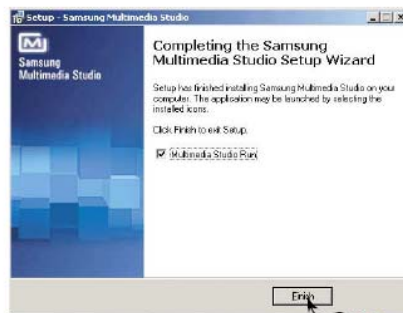 Setup - Samsung Multimedia Studio
Samsung
Multimedia Studio
Completing the Samsung
Multimedia Studio Setup Wizard
Setup has finished installing Samsung Multimedia Studio on your
computer. The application may be launched by selecting the
installed icons.
Click Finish to exit Setup.
Multimedia Studio Run
Finish